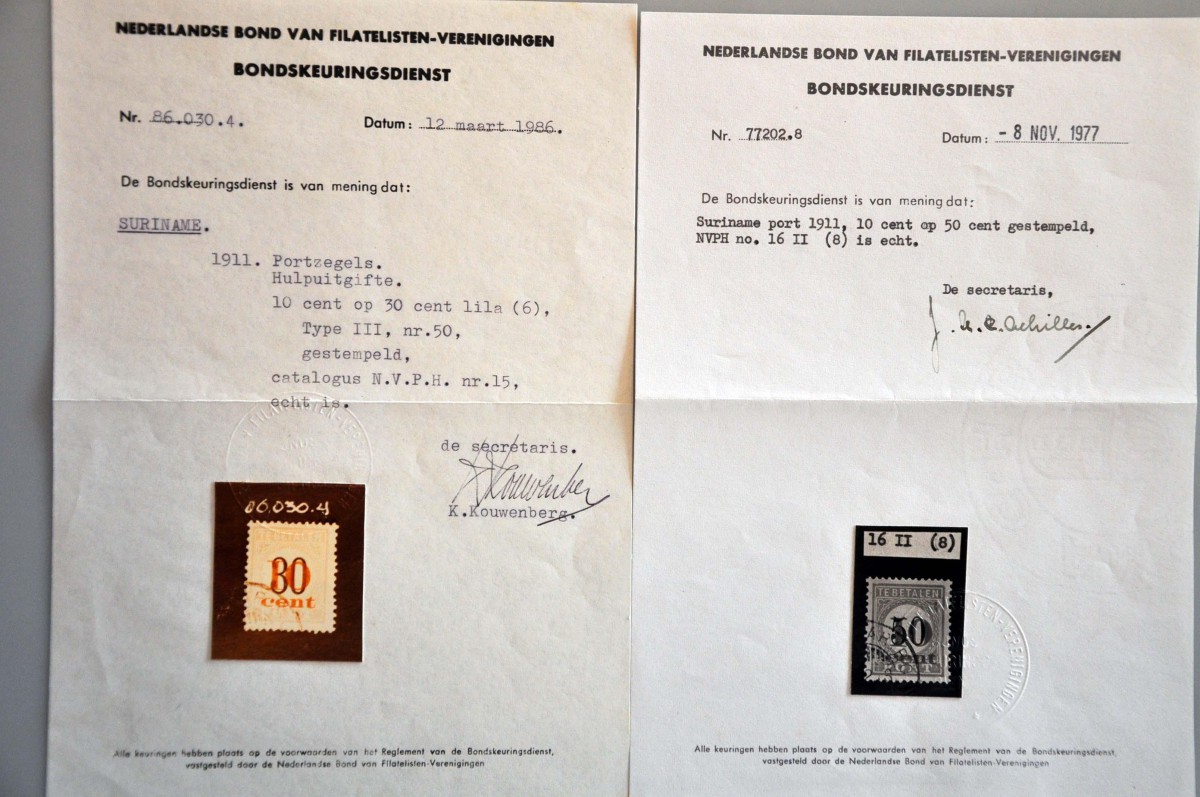 NEDERLANDSE BOND VAN FILATELISTEN-VERENIGINGEN
BONDSKEURINGSDIENST
Nr. 86.030.4.
Datum: 12 maart 1986.
De Bondskeuringsdienst is van mening dat:
SURINAME.
1911. Portzegels.
Hulpuitgifte.
10 cent op 30 cent lila (6),
Type III, nr.50,
gestempeld,
catalogus N.V.P.H. nr.15,
echt is.
de secretaris.
K.Kouwenberg.
86.030.4
30
cent
Alle keuringen hebben plaats op de voorwaarden van het Reglement van de Bondskeuringsdienst,
vastgesteld door de Nederlandse Bond van Filatelisten-Verenigingen
NEDERLANDSE BOND VAN FILATELISTEN-VERENIGINGEN
BONDSKEURINGSDIENST
Nr. 77202.8
Datum: - 8 NOV. 1977
De Bondskeuringsdienst is van mening dat:
Suriname port 1911, 10 cent op 50 cent gestempeld,
NVPH no. 16 II (8) is echt.
De secretaris,
J. Achilles
16 II (8)
TE BETALEN
50
CENT
Alle keuringen hebben plaats op de voorwaarden van het Reglement van de Bondskeuringsdienst,
vastgesteld door de Nederlandse Bond van Filatelisten-Verenigingen